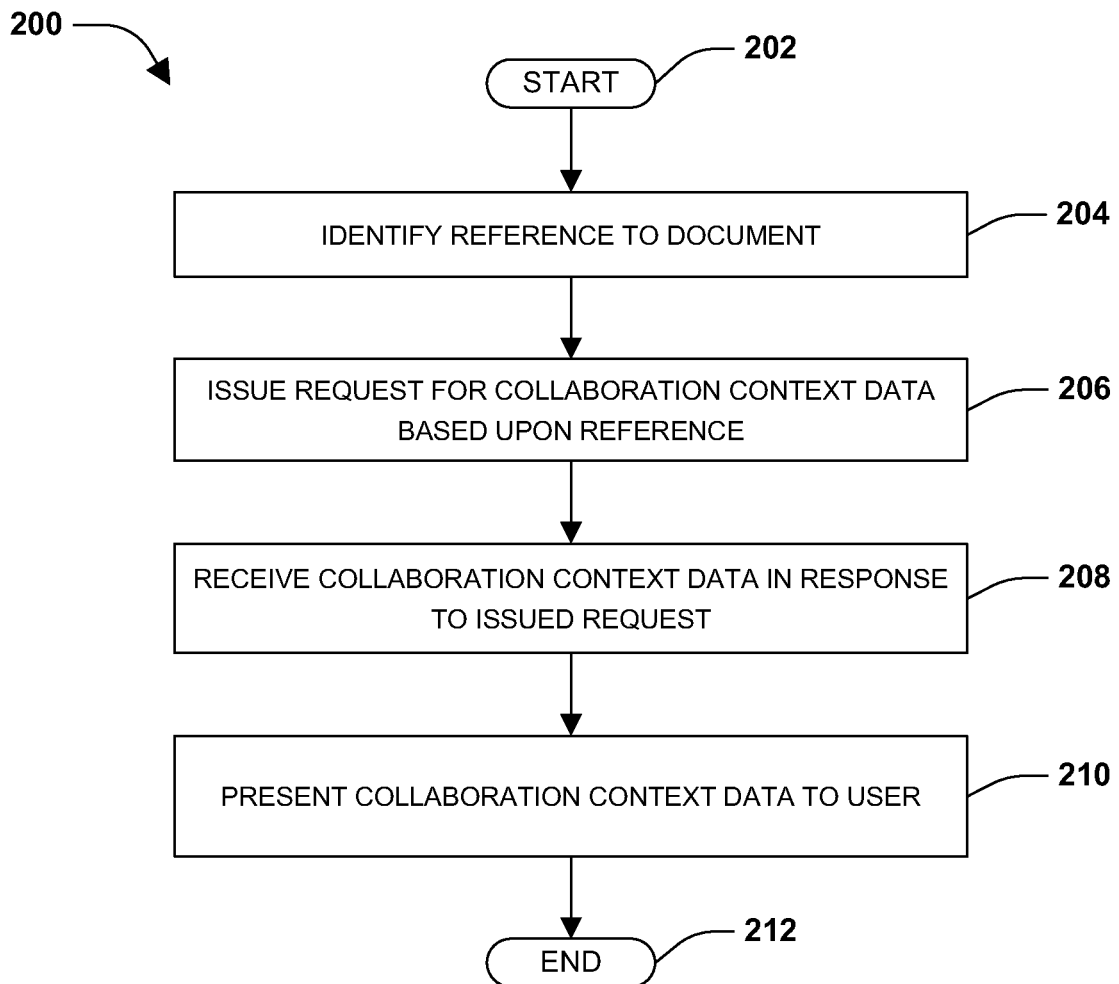 200
202
START
IDENTIFY REFERENCE TO DOCUMENT
204
ISSUE REQUEST FOR COLLABORATION CONTEXT DATA
BASED UPON REFERENCE
206
RECEIVE COLLABORATION CONTEXT DATA IN RESPONSE
TO ISSUED REQUEST
208
PRESENT COLLABORATION CONTEXT DATA TO USER
210
END
212